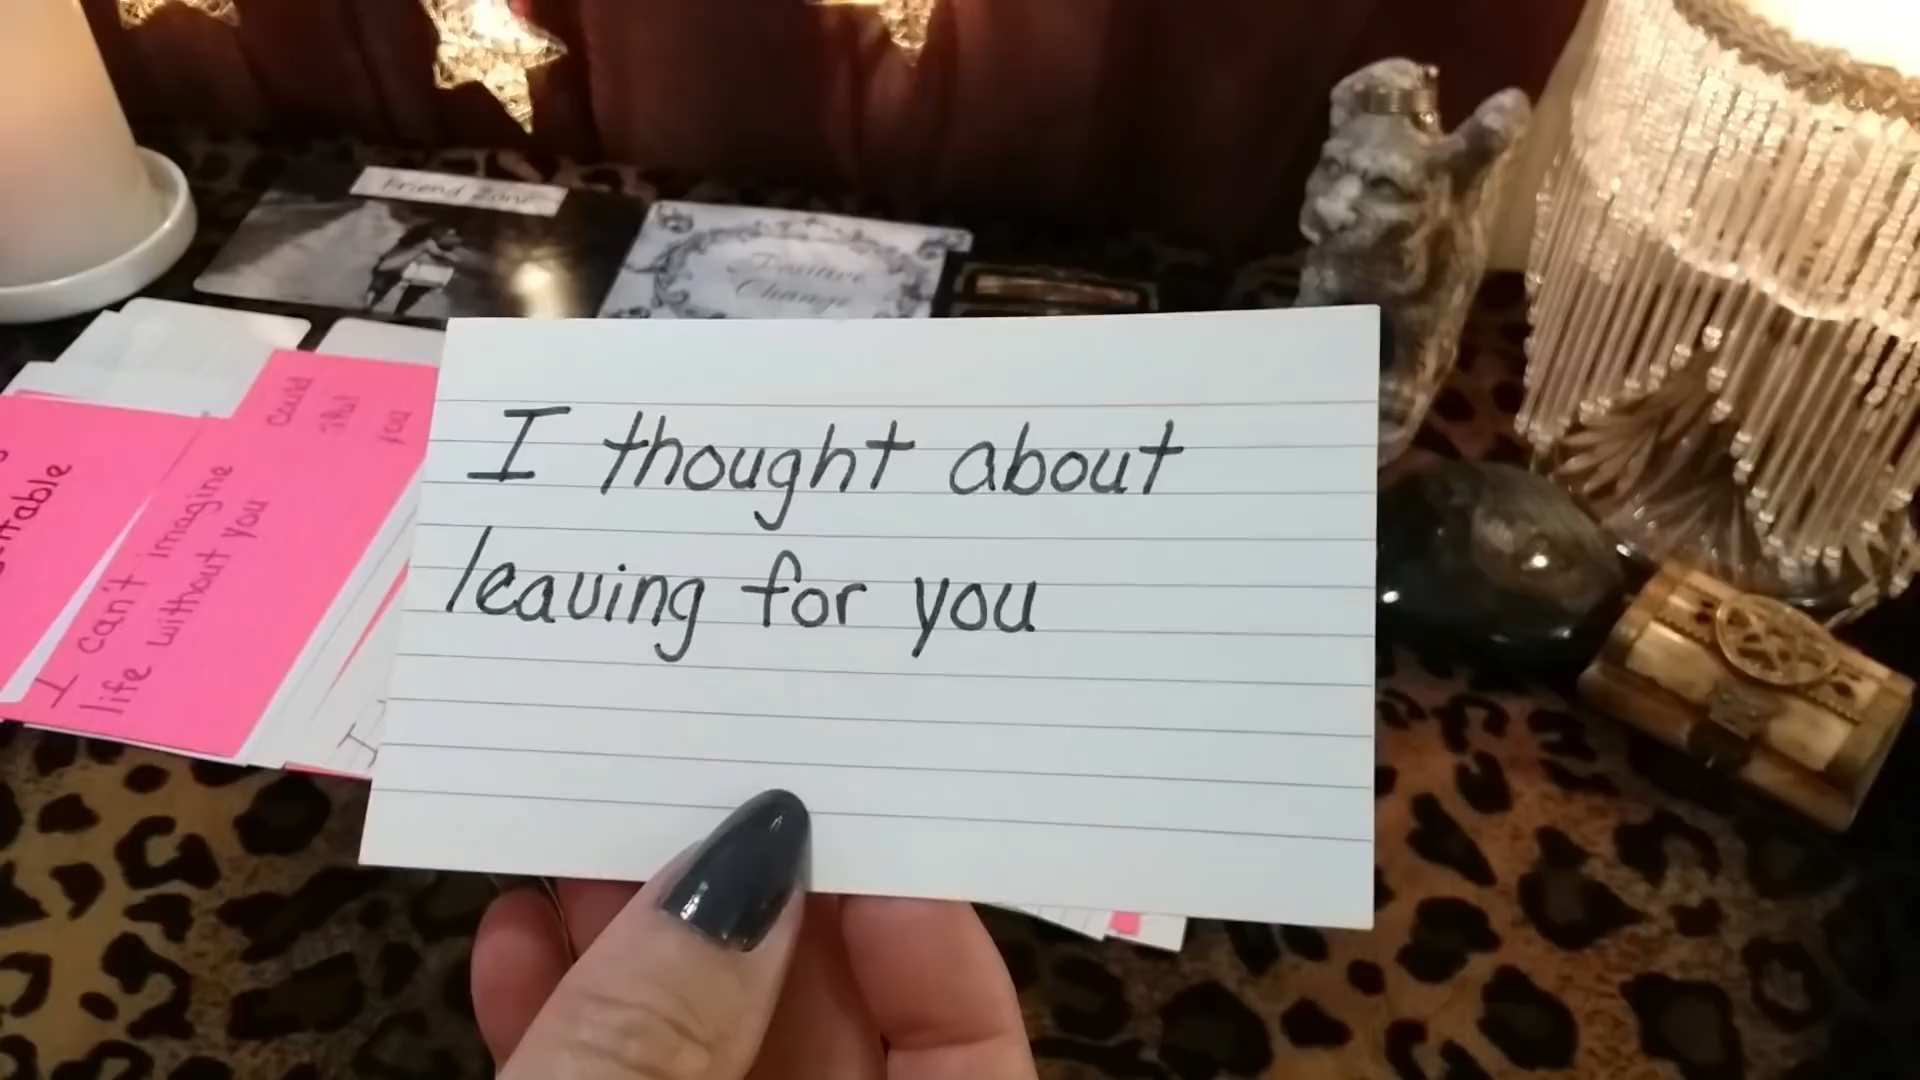 Friend Zone
Positive
Change
I thought about
leaving for you
I can't imagine
life without you
could
you